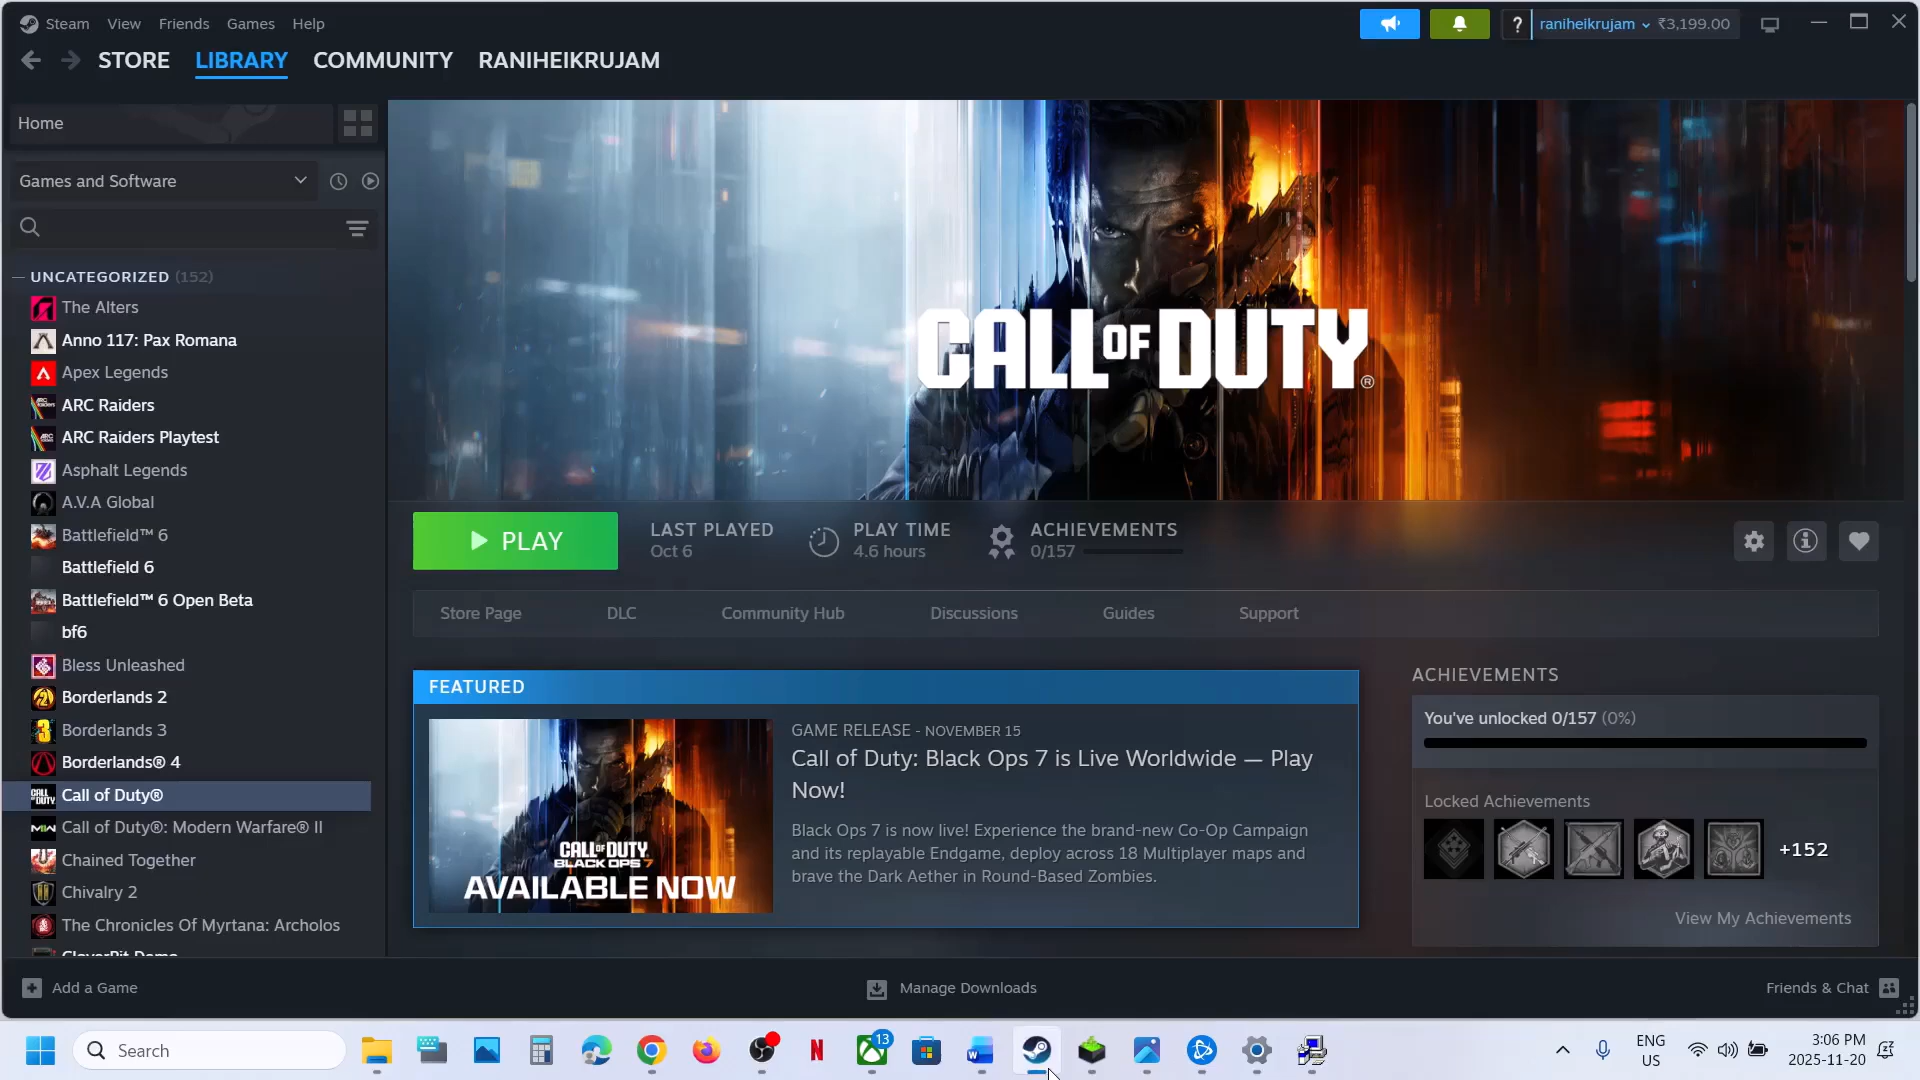 Steam View Friends Games Help
? raniheikrujam ₹3,199.00
STORE LIBRARY COMMUNITY RANIHEIKRUJAM
Home
Games and Software
UNCATEGORIZED (152)
The Alters
Anno 117: Pax Romana
Apex Legends
ARC Raiders
ARC Raiders Playtest
Asphalt Legends
A.V.A Global
Battlefield™ 6
Battlefield 6
Battlefield™ 6 Open Beta
bf6
Bless Unleashed
Borderlands 2
Borderlands 3
Borderlands® 4
Call of Duty®
Call of Duty®: Modern Warfare® II
Chained Together
Chivalry 2
The Chronicles Of Myrtana: Archolos
CloverPit Demo
Add a Game
CALL OF DUTY®
PLAY
LAST PLAYED
Oct 6
PLAY TIME
4.6 hours
ACHIEVEMENTS
0/157
Store Page DLC Community Hub Discussions Guides Support
FEATURED
CALL OF DUTY
BLACK OPS 7
AVAILABLE NOW
GAME RELEASE - NOVEMBER 15
Call of Duty: Black Ops 7 is Live Worldwide — Play
Now!
Black Ops 7 is now live! Experience the brand-new Co-Op Campaign
and its replayable Endgame, deploy across 18 Multiplayer maps and
brave the Dark Aether in Round-Based Zombies.
ACHIEVEMENTS
You've unlocked 0/157 (0%)
Locked Achievements
+152
View My Achievements
Manage Downloads
Friends & Chat
Search
13
ENG
US
3:06 PM
2025-11-20